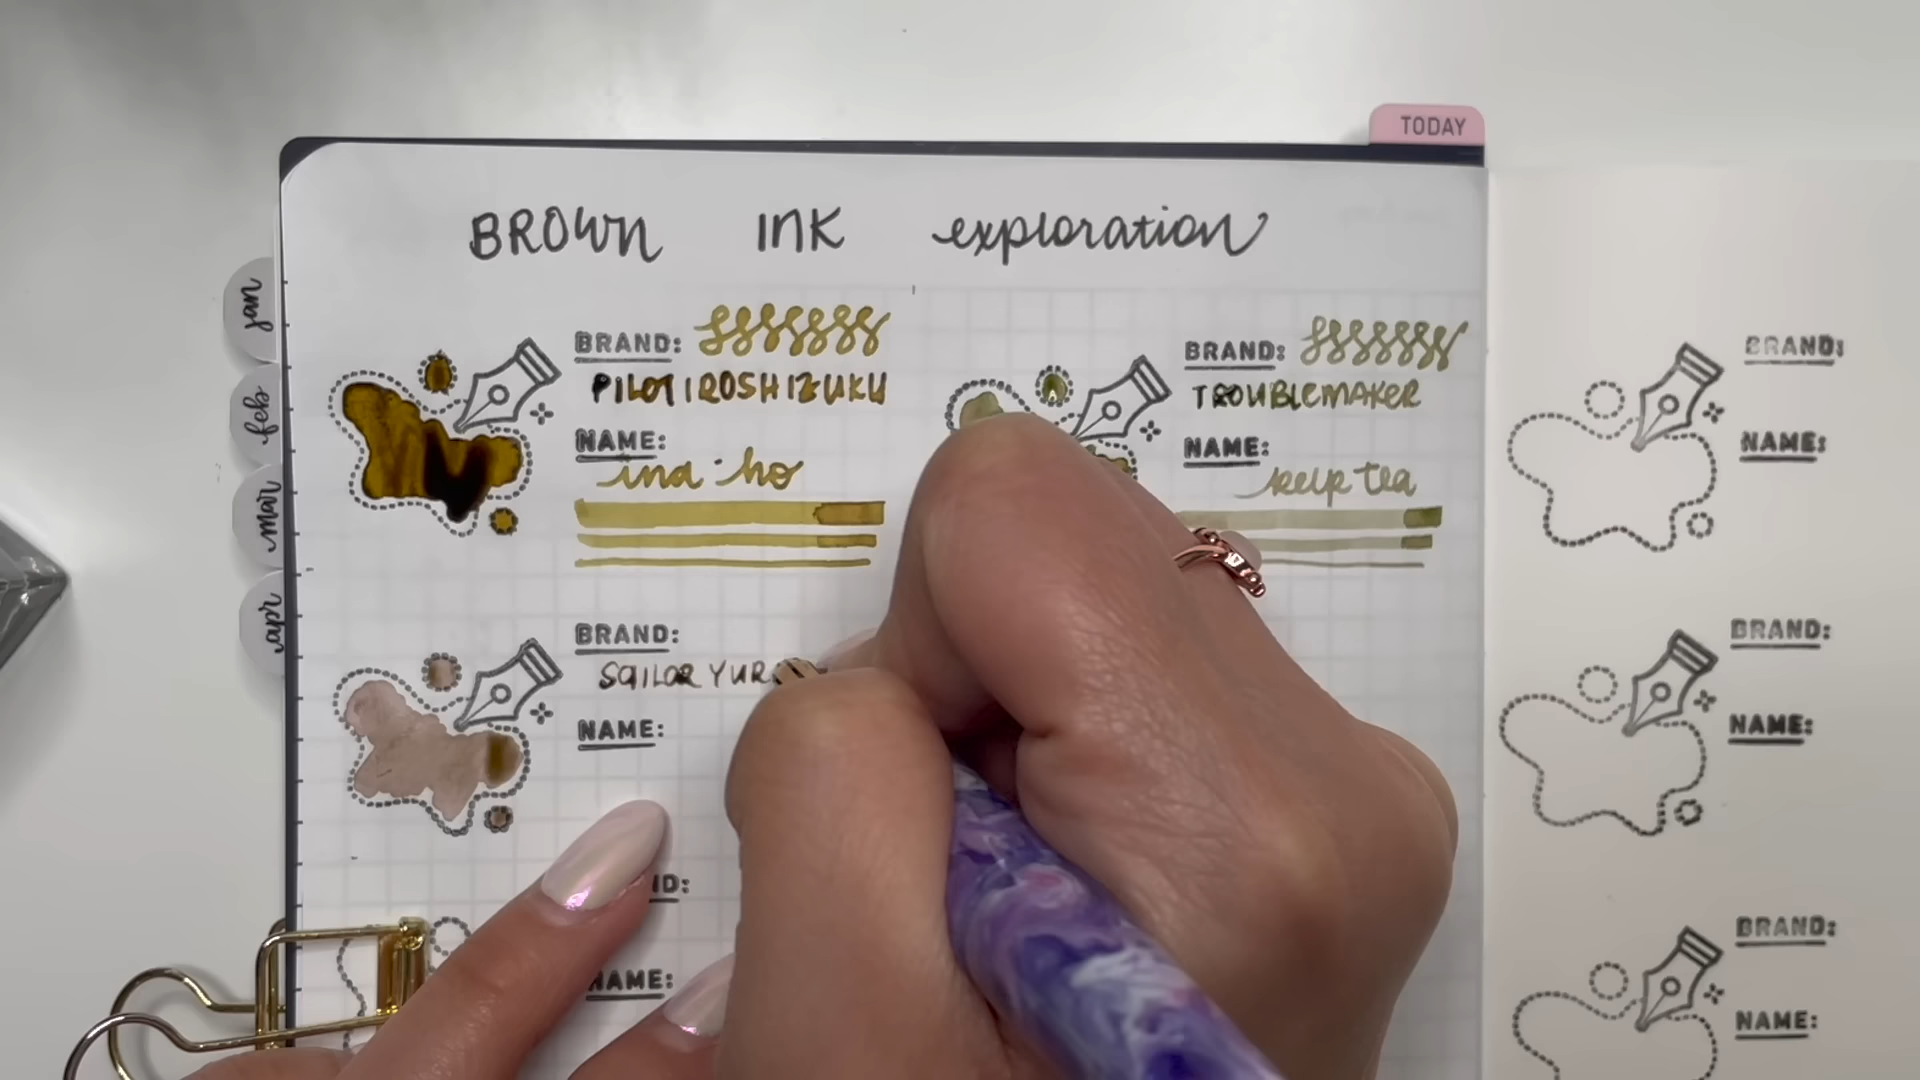 TODAY
BROWN INK exploration
jan
feb
mar
apr
BRAND:
PILOT IROSHIZUKU
NAME:
ina-ho
BRAND:
TROUBLEMAKER
NAME:
kelp tea
BRAND:
SAILOR YUR
NAME:
ND:
NAME:
BRAND:
NAME:
BRAND:
NAME:
BRAND:
NAME: